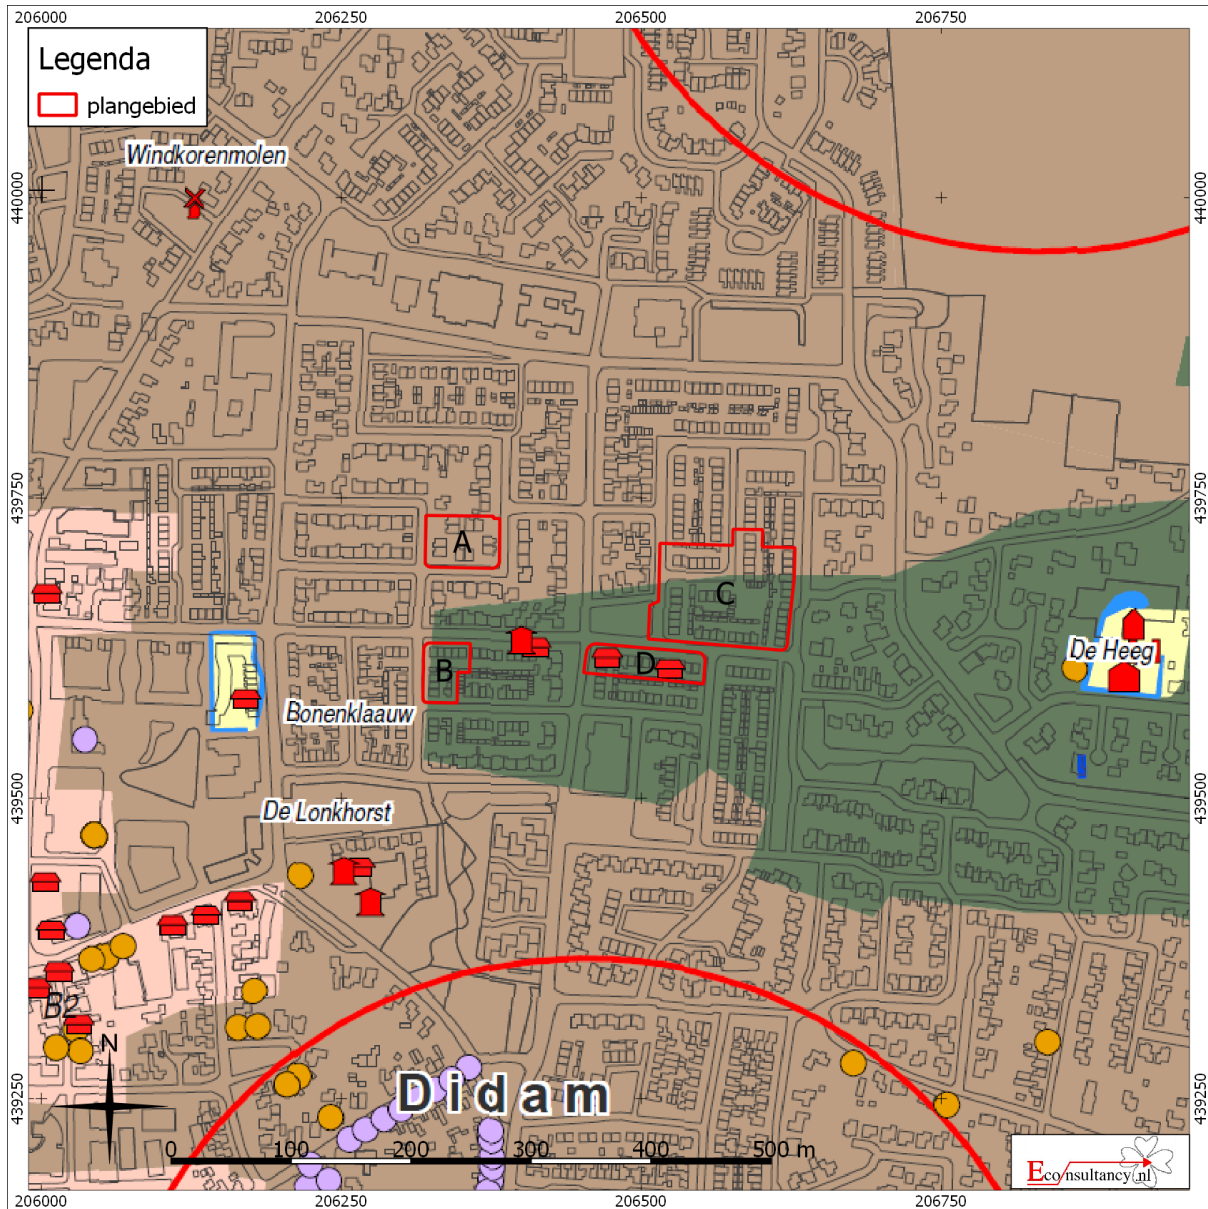 206000 206250 206500 206750
Legenda
plangebied
Windkorenmolen
440000 440000
439750 439750
A
C
B
D
De Heeg
Bonenklaauw
De Lonkhorst
439500 439500
B2
N
Didam
439250 439250
0 100 200 300 400 500 m
Econsultancy.nl
206000 206250 206500 206750